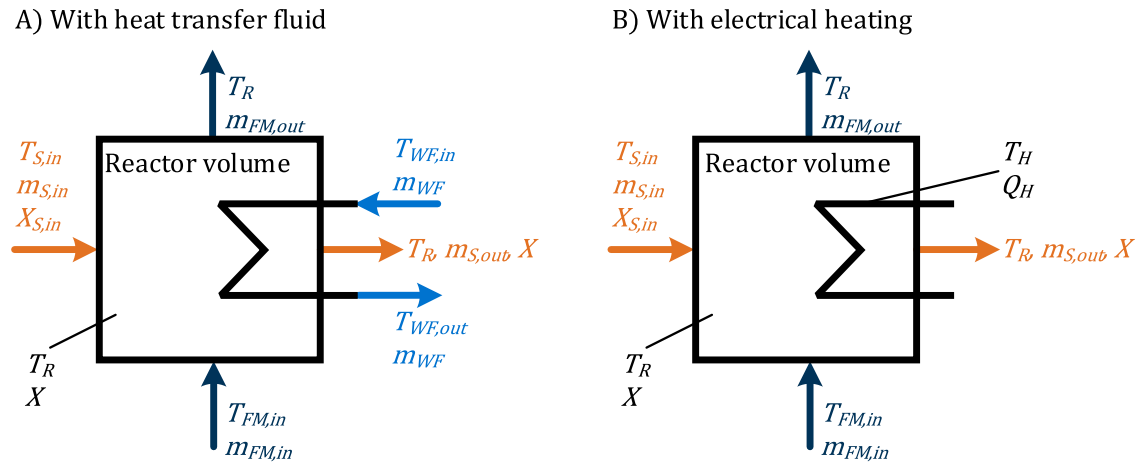 A) With heat transfer fluid
T_R
m_FM,out
T_S,in
m_S,in
X_S,in
Reactor volume
T_WF,in
m_WF
T_R, m_S,out, X
T_WF,out
m_WF
T_R
X
T_FM,in
m_FM,in
B) With electrical heating
T_R
m_FM,out
T_S,in
m_S,in
X_S,in
Reactor volume
T_H
Q_H
T_R, m_S,out, X
T_R
X
T_FM,in
m_FM,in